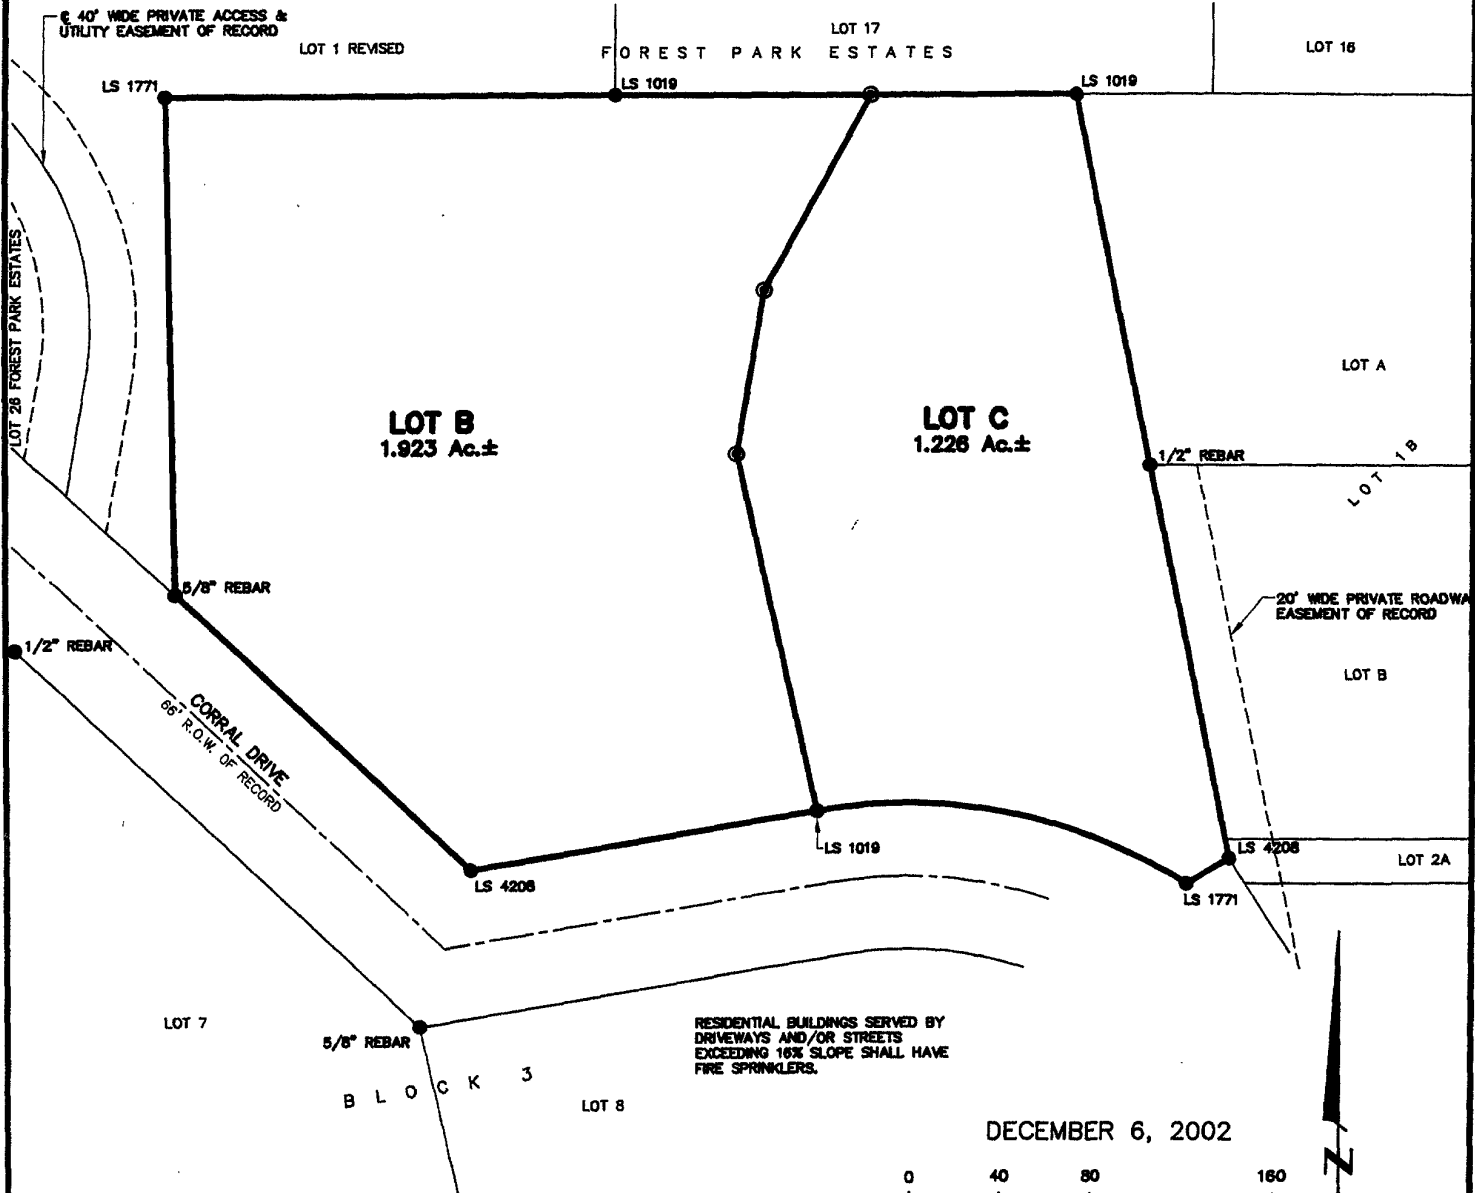 ℄ 40' WIDE PRIVATE ACCESS &
UTILITY EASEMENT OF RECORD
LOT 1 REVISED
LOT 17
FOREST PARK ESTATES
LOT 16
LS 1771
LS 1019
LS 1019
LOT 26 FOREST PARK ESTATES
LOT B
1.923 Ac.±
LOT C
1.226 Ac.±
LOT A
1/2" REBAR
LOT 1B
5/8" REBAR
20' WIDE PRIVATE ROADWA
EASEMENT OF RECORD
1/2" REBAR
LOT B
CORRAL DRIVE
66' R.O.W. OF RECORD
LS 1019
LS 4208
LOT 2A
LS 4208
LS 1771
LOT 7
5/8" REBAR
RESIDENTIAL BUILDINGS SERVED BY
DRIVEWAYS AND/OR STREETS
EXCEEDING 16% SLOPE SHALL HAVE
FIRE SPRINKLERS.
BLOCK 3
LOT 8
DECEMBER 6, 2002
N
0 40 80 160